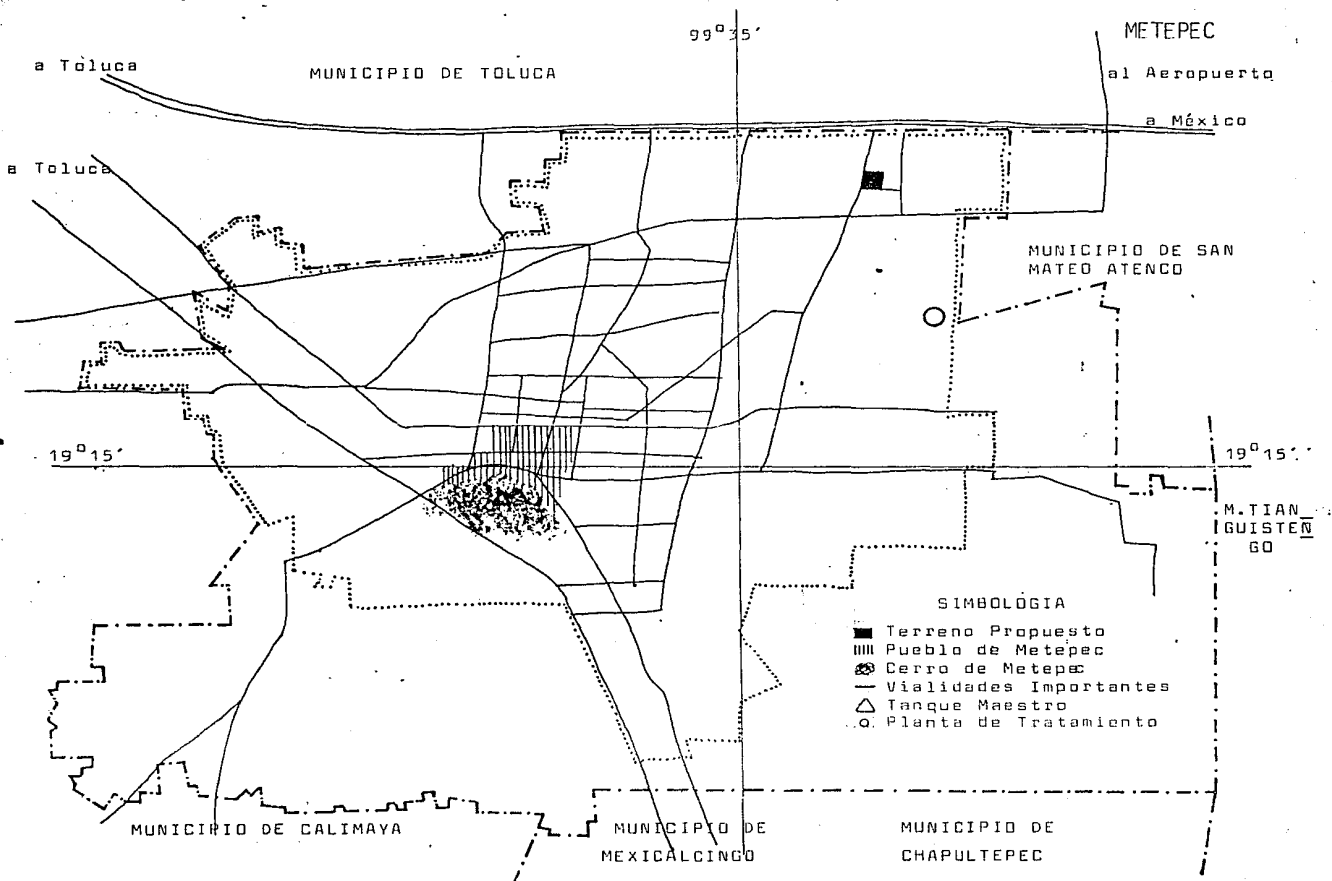 99°35′
METEPEC
a Toluca
MUNICIPIO DE TOLUCA
al Aeropuerto
a México
a Toluca
MUNICIPIO DE SAN
MATEO ATENCO
19°15′
19°15′
M.TIAN
GUISTEN
GO
SIMBOLOGIA
Terreno Propuesto
Pueblo de Metepec
Cerro de Metepec
Vialidades Importantes
Tanque Maestro
Planta de Tratamiento
MUNICIPIO DE CALIMAYA
MUNICIPIO DE
MEXICALCINGO
MUNICIPIO DE
CHAPULTEPEC